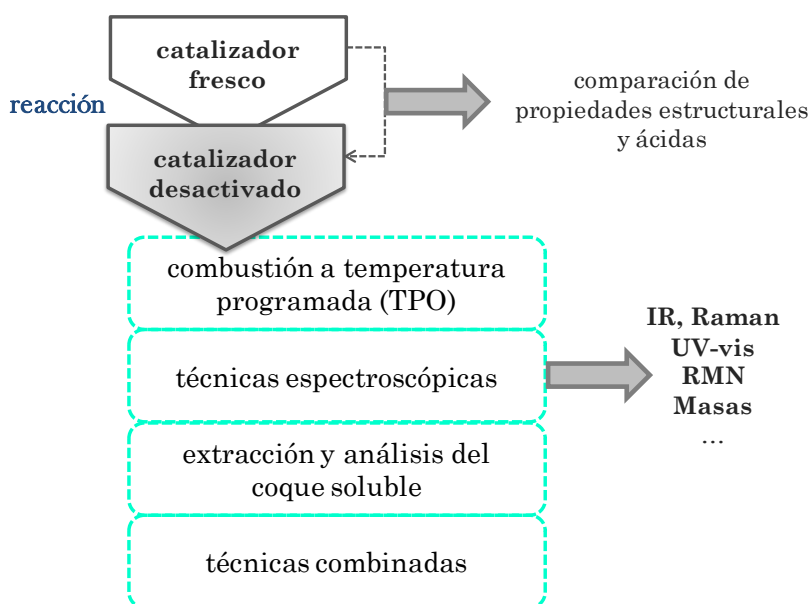 catalizador
fresco
reacción
comparación de
propiedades estructurales
y ácidas
catalizador
desactivado
combustión a temperatura
programada (TPO)
técnicas espectroscópicas
IR, Raman
UV-vis
RMN
Masas
...
extracción y análisis del
coque soluble
técnicas combinadas